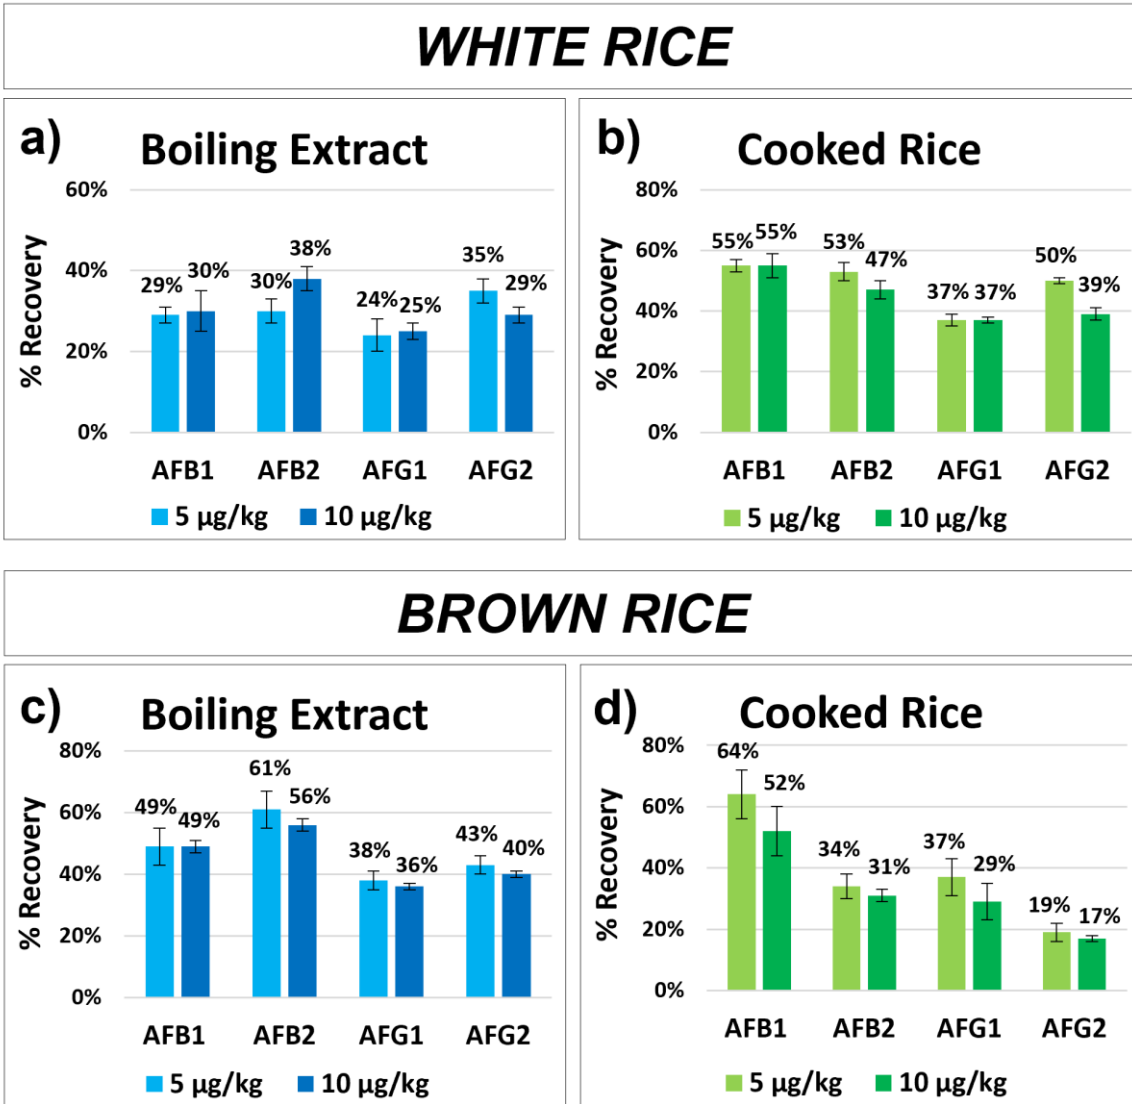 WHITE RICE
a)
Boiling Extract
% Recovery
60%
40%
20%
0%
29%
30%
30%
38%
24%
25%
35%
29%
AFB1 AFB2 AFG1 AFG2
5 µg/kg 10 µg/kg
b)
Cooked Rice
% Recovery
80%
60%
40%
20%
0%
55%
55%
53%
47%
37%
37%
50%
39%
AFB1 AFB2 AFG1 AFG2
5 µg/kg 10 µg/kg
BROWN RICE
c)
Boiling Extract
% Recovery
80%
60%
40%
20%
0%
49%
49%
61%
56%
38%
36%
43%
40%
AFB1 AFB2 AFG1 AFG2
5 µg/kg 10 µg/kg
d)
Cooked Rice
% Recovery
80%
60%
40%
20%
0%
64%
52%
34%
31%
37%
29%
19%
17%
AFB1 AFB2 AFG1 AFG2
5 µg/kg 10 µg/kg